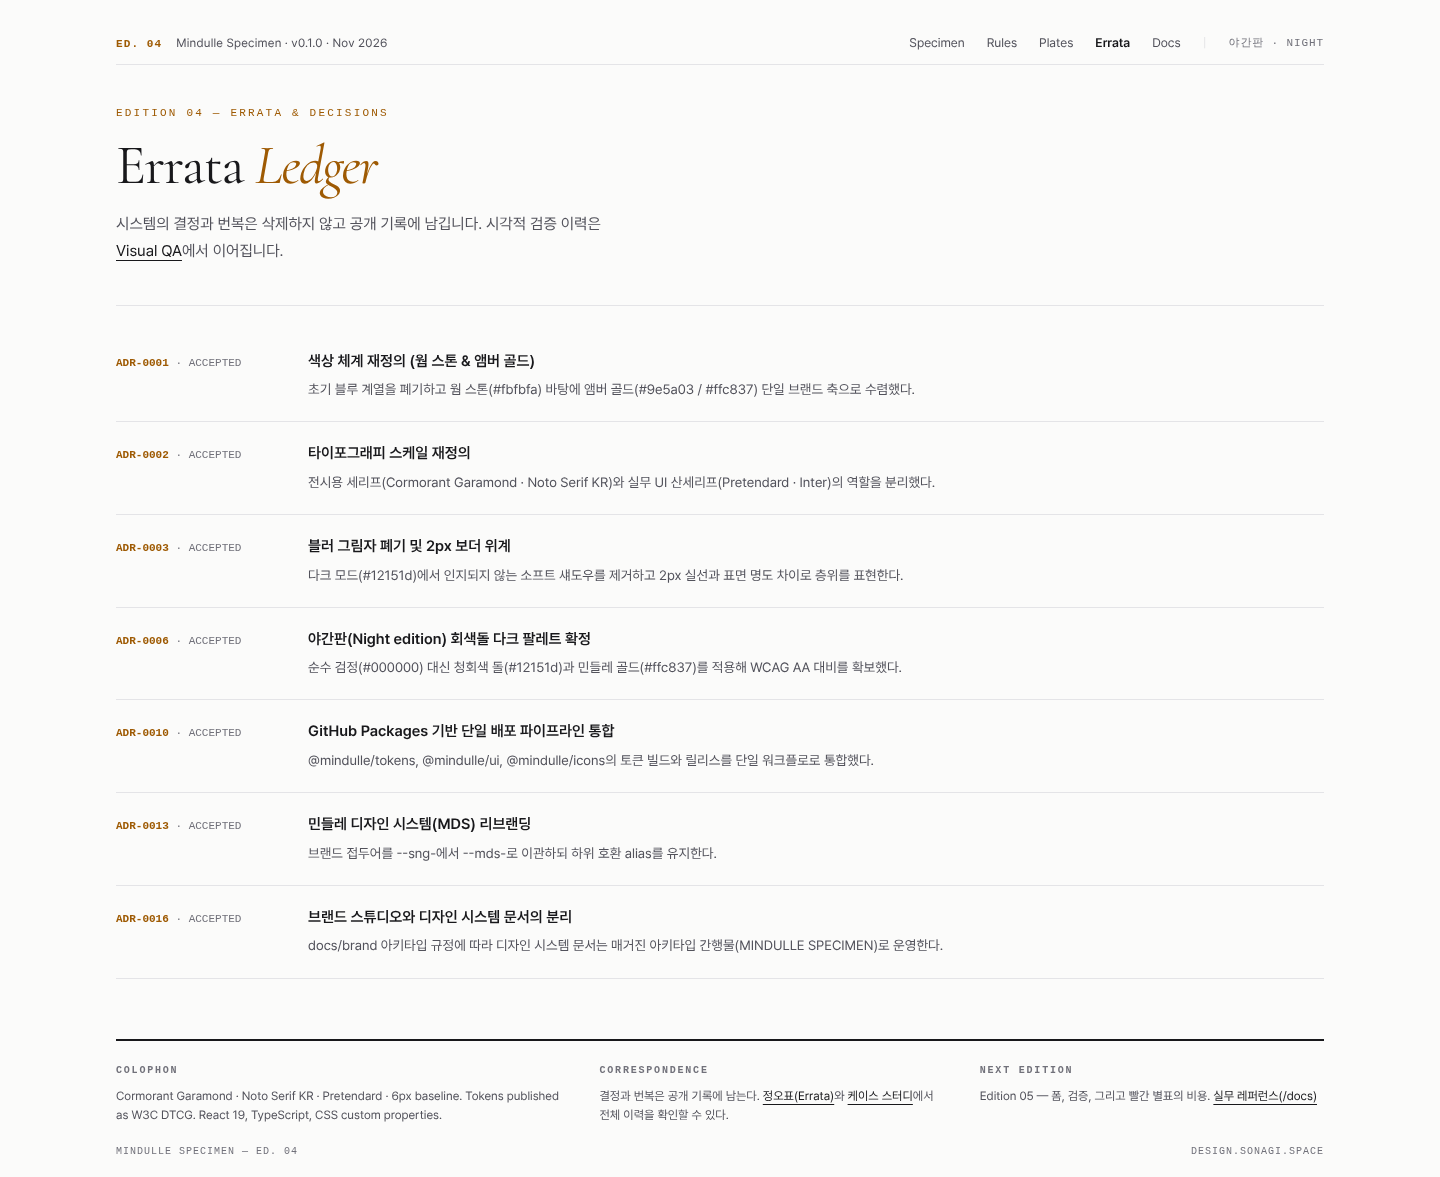 ED. 04 Mindulle Specimen · v0.1.0 · Nov 2026
Specimen Rules Plates Errata Docs 야간판 · NIGHT
EDITION 04 — ERRATA & DECISIONS
Errata Ledger
시스템의 결정과 번복은 삭제하지 않고 공개 기록에 남깁니다. 시각적 검증 이력은
Visual QA에서 이어집니다.
ADR-0001 · ACCEPTED
색상 체계 재정의 (웜 스톤 & 앰버 골드)
초기 블루 계열을 폐기하고 웜 스톤(#fbfbfa) 바탕에 앰버 골드(#9e5a03 / #ffc837) 단일 브랜드 축으로 수렴했다.
ADR-0002 · ACCEPTED
타이포그래피 스케일 재정의
전시용 세리프(Cormorant Garamond · Noto Serif KR)와 실무 UI 산세리프(Pretendard · Inter)의 역할을 분리했다.
ADR-0003 · ACCEPTED
블러 그림자 폐기 및 2px 보더 위계
다크 모드(#12151d)에서 인지되지 않는 소프트 섀도우를 제거하고 2px 실선과 표면 명도 차이로 층위를 표현한다.
ADR-0006 · ACCEPTED
야간판(Night edition) 회색돌 다크 팔레트 확정
순수 검정(#000000) 대신 청회색 돌(#12151d)과 민들레 골드(#ffc837)를 적용해 WCAG AA 대비를 확보했다.
ADR-0010 · ACCEPTED
GitHub Packages 기반 단일 배포 파이프라인 통합
@mindulle/tokens, @mindulle/ui, @mindulle/icons의 토큰 빌드와 릴리스를 단일 워크플로로 통합했다.
ADR-0013 · ACCEPTED
민들레 디자인 시스템(MDS) 리브랜딩
브랜드 접두어를 --sng-에서 --mds-로 이관하되 하위 호환 alias를 유지한다.
ADR-0016 · ACCEPTED
브랜드 스튜디오와 디자인 시스템 문서의 분리
docs/brand 아키타입 규정에 따라 디자인 시스템 문서는 매거진 아키타입 간행물(MINDULLE SPECIMEN)로 운영한다.
COLOPHON
Cormorant Garamond · Noto Serif KR · Pretendard · 6px baseline. Tokens published
as W3C DTCG. React 19, TypeScript, CSS custom properties.
CORRESPONDENCE
결정과 번복은 공개 기록에 남는다. 정오표(Errata)와 케이스 스터디에서
전체 이력을 확인할 수 있다.
NEXT EDITION
Edition 05 — 폼, 검증, 그리고 빨간 별표의 비용. 실무 레퍼런스(/docs)
MINDULLE SPECIMEN — ED. 04
DESIGN.SONAGI.SPACE